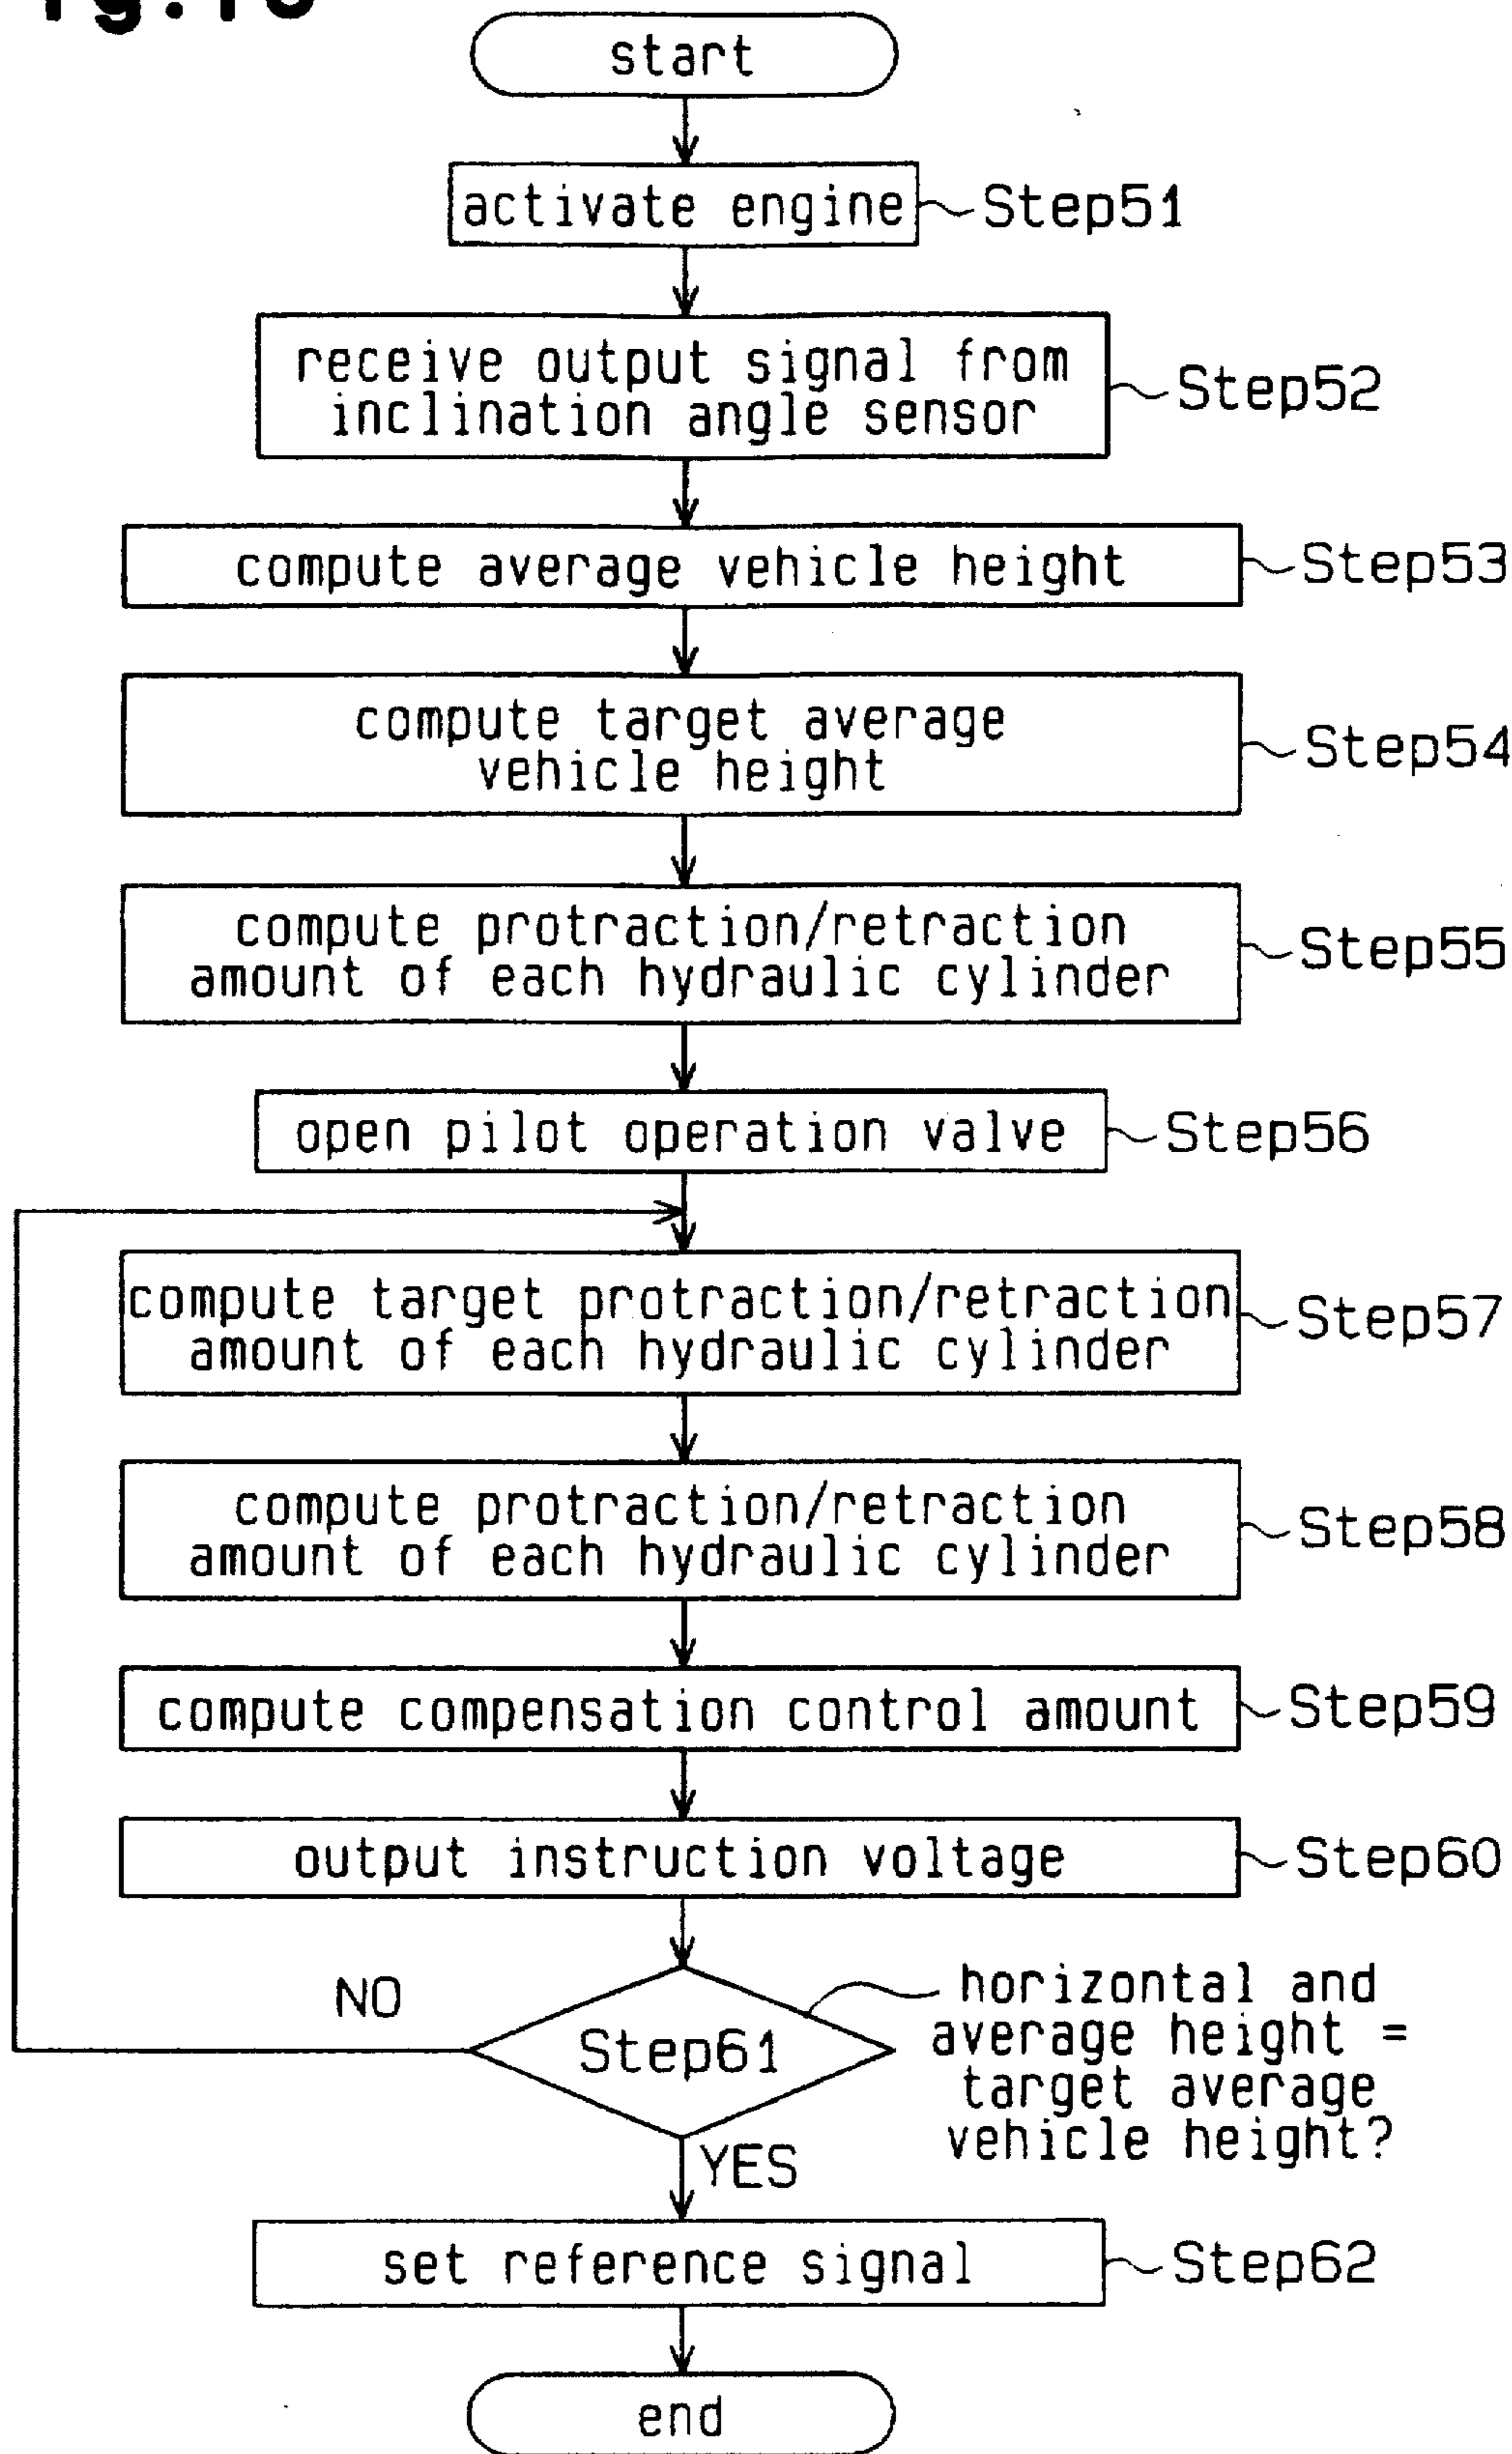 start
activate engine
Step51
receive output signal from
inclination angle sensor
Step52
compute average vehicle height
Step53
compute target average
vehicle height
Step54
compute protraction/retraction
amount of each hydraulic cylinder
Step55
open pilot operation valve
Step56
compute target protraction/retraction
amount of each hydraulic cylinder
Step57
compute protraction/retraction
amount of each hydraulic cylinder
Step58
compute compensation control amount
Step59
output instruction voltage
Step60
NO
Step61
horizontal and
average height =
target average
vehicle height?
YES
set reference signal
Step62
end